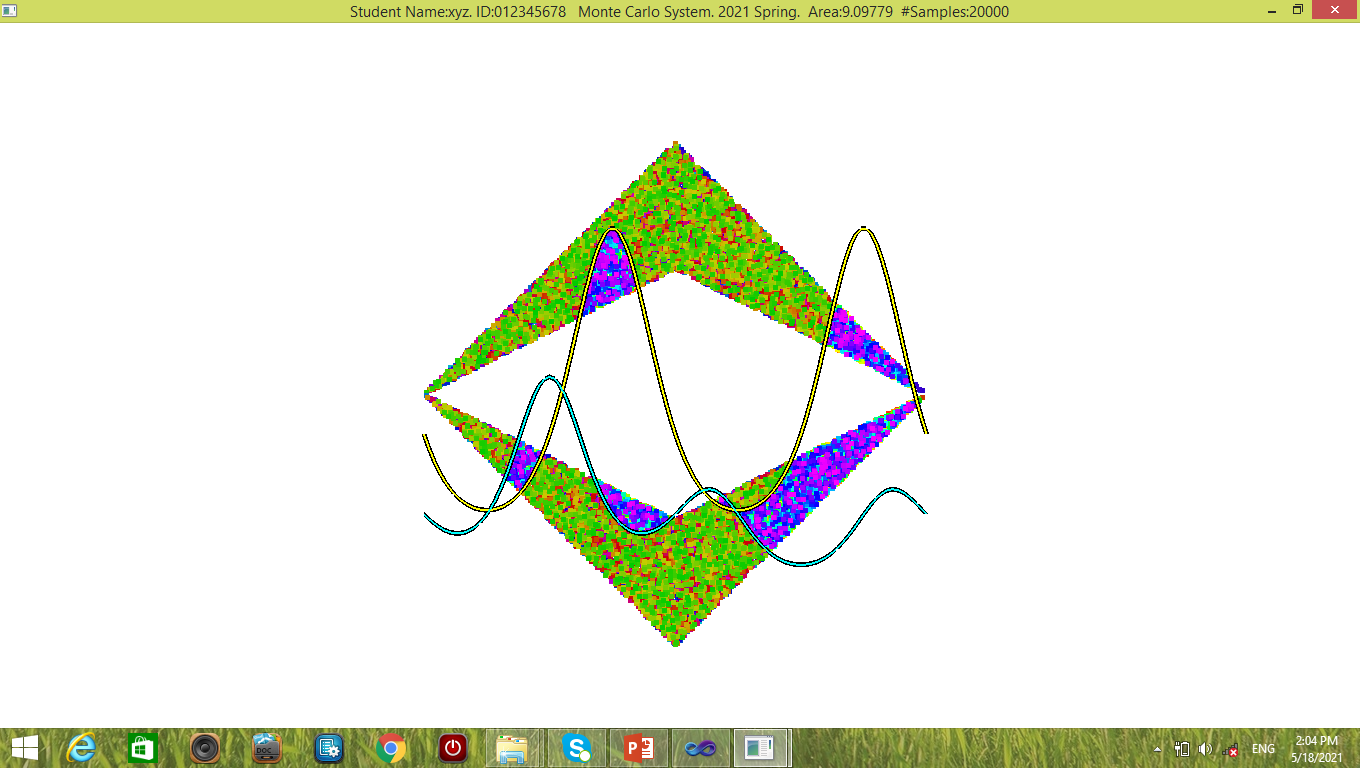 Student Name:xyz. ID:012345678   Monte Carlo System. 2021 Spring.  Area:9.09779  #Samples:20000
DOC
ENG
2:04 PM
5/18/2021